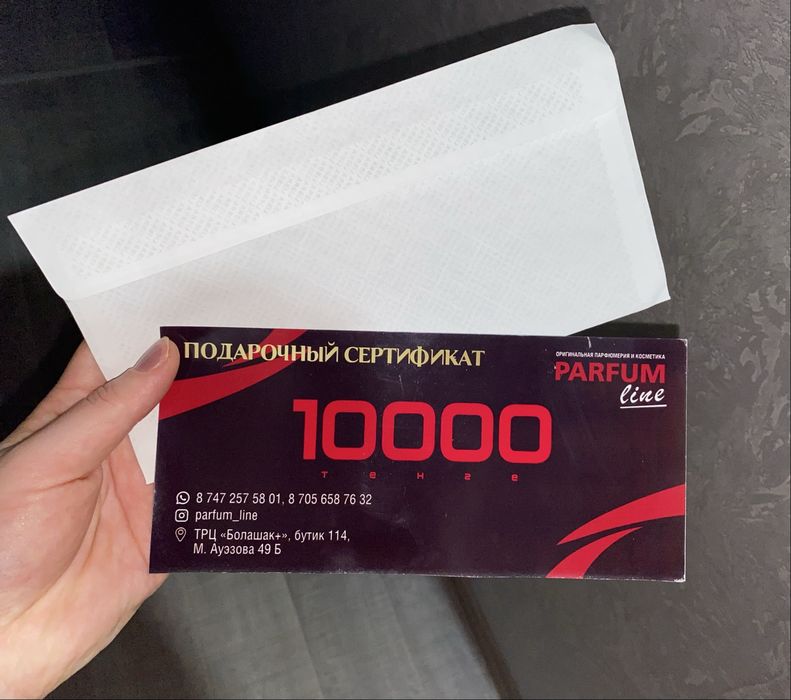 ПОДАРОЧНЫЙ СЕРТИФИКАТ
ОРИГИНАЛЬНАЯ ПАРФЮМЕРИЯ И КОСМЕТИКА
PARFUM
line
10000
тенге
8 747 257 58 01, 8 705 658 76 32
parfum_line
ТРЦ «Болашак+», бутик 114,
М. Ауэзова 49 Б